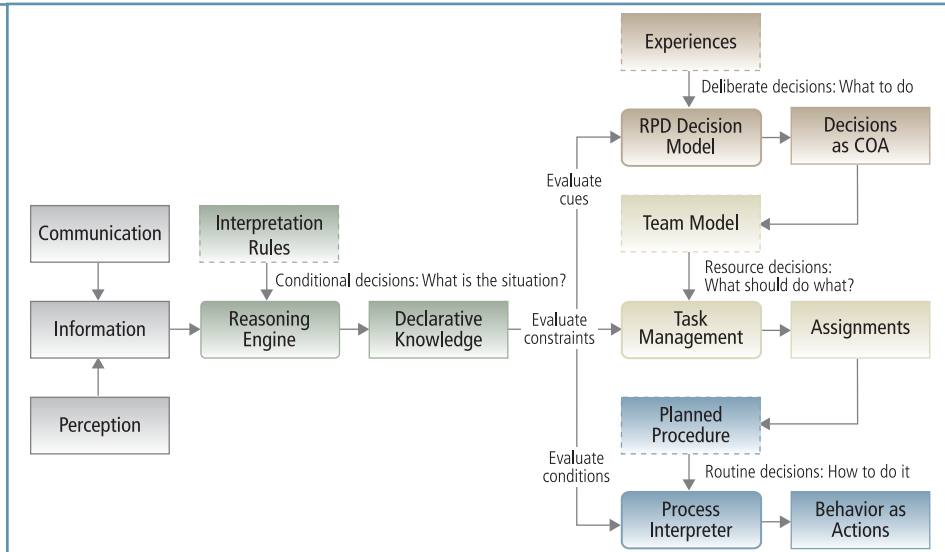 Experiences
Deliberate decisions: What to do
RPD Decision
Model
Decisions
as COA
Evaluate
cues
Communication
Interpretation
Rules
Team Model
Conditional decisions: What is the situation?
Resource decisions:
What should do what?
Information
Reasoning
Engine
Declarative
Knowledge
Evaluate
constraints
Task
Management
Assignments
Perception
Planned
Procedure
Evaluate
conditions
Routine decisions: How to do it
Process
Interpreter
Behavior as
Actions